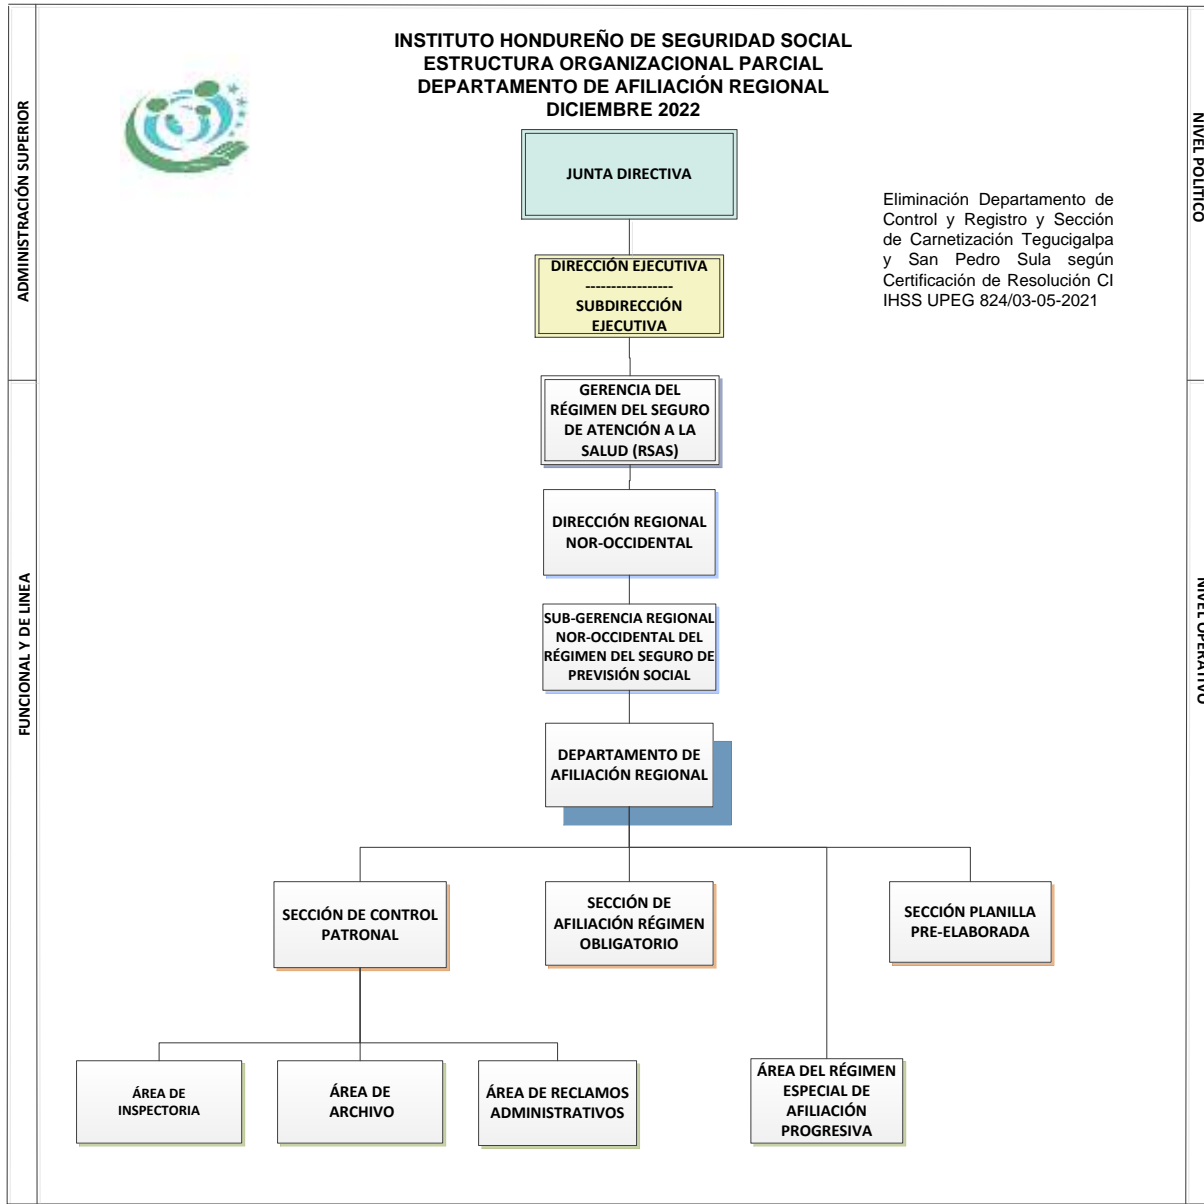 INSTITUTO HONDUREÑO DE SEGURIDAD SOCIAL
ESTRUCTURA ORGANIZACIONAL PARCIAL
DEPARTAMENTO DE AFILIACIÓN REGIONAL
DICIEMBRE 2022
ADMINISTRACIÓN SUPERIOR
NIVEL POLITICO
JUNTA DIRECTIVA
Eliminación Departamento de
Control y Registro y Sección
de Carnetización Tegucigalpa
y San Pedro Sula según
Certificación de Resolución CI
IHSS UPEG 824/03-05-2021
DIRECCIÓN EJECUTIVA
-----------------
SUBDIRECCIÓN
EJECUTIVA
GERENCIA DEL
RÉGIMEN DEL SEGURO
DE ATENCIÓN A LA
SALUD (RSAS)
FUNCIONAL Y DE LINEA
NIVEL OPERATIVO
DIRECCIÓN REGIONAL
NOR-OCCIDENTAL
SUB-GERENCIA REGIONAL
NOR-OCCIDENTAL DEL
RÉGIMEN DEL SEGURO DE
PREVISIÓN SOCIAL
DEPARTAMENTO DE
AFILIACIÓN REGIONAL
SECCIÓN DE CONTROL
PATRONAL
SECCIÓN DE
AFILIACIÓN RÉGIMEN
OBLIGATORIO
SECCIÓN PLANILLA
PRE-ELABORADA
ÁREA DE
INSPECTORIA
ÁREA DE
ARCHIVO
ÁREA DE RECLAMOS
ADMINISTRATIVOS
ÁREA DEL RÉGIMEN
ESPECIAL DE
AFILIACIÓN
PROGRESIVA